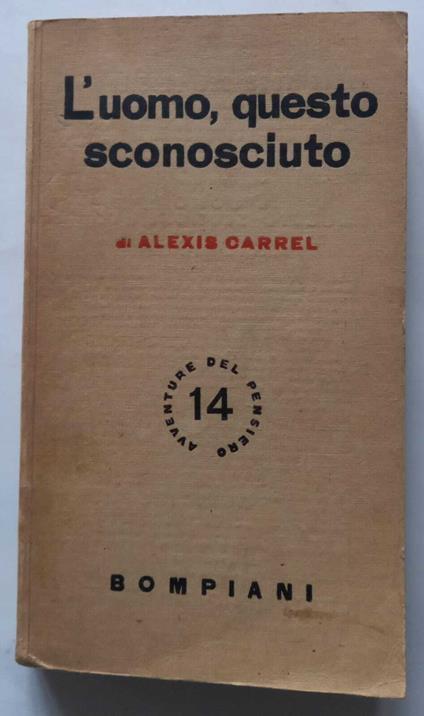 L'uomo, questo
sconosciuto
di ALEXIS CARREL
AVVENTURE DEL PENSIERO
14
BOMPIANI